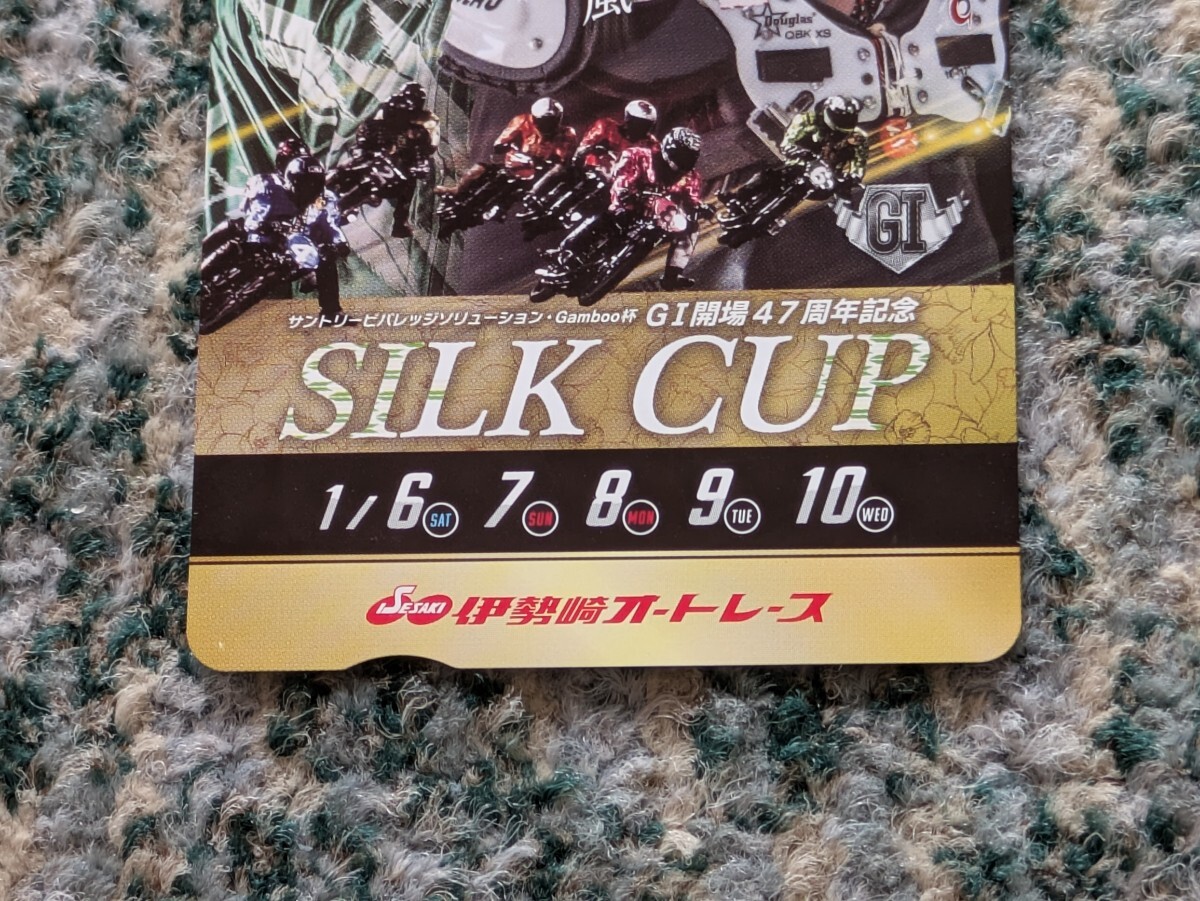 嵐
Douglas
QBK XS
GI
サントリービバレッジソリューション・Gamboo杯 GI開場47周年記念
SILK CUP
1/6 SAT 7 SUN 8 MON 9 TUE 10 WED
ISESAKI 伊勢崎オートレース